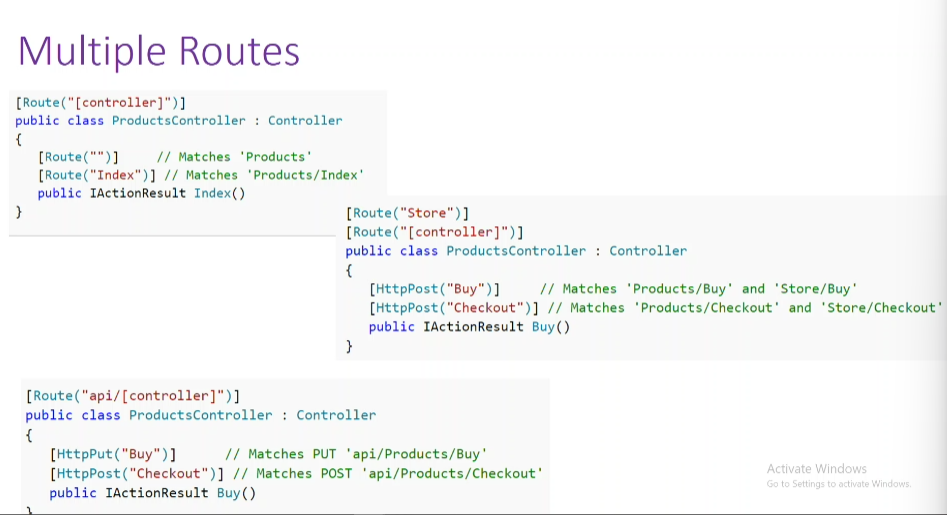 Multiple Routes
[Route("[controller]")]
public class ProductsController : Controller
{
[Route("")] // Matches 'Products'
[Route("Index")] // Matches 'Products/Index'
public IActionResult Index()
}
[Route("Store")]
[Route("[controller]")]
public class ProductsController : Controller
{
[HttpPost("Buy")] // Matches 'Products/Buy' and 'Store/Buy'
[HttpPost("Checkout")] // Matches 'Products/Checkout' and 'Store/Checkout'
public IActionResult Buy()
}
[Route("api/[controller]")]
public class ProductsController : Controller
{
[HttpPut("Buy")] // Matches PUT 'api/Products/Buy'
[HttpPost("Checkout")] // Matches POST 'api/Products/Checkout'
public IActionResult Buy()
}
Activate Windows
Go to Settings to activate Windows.